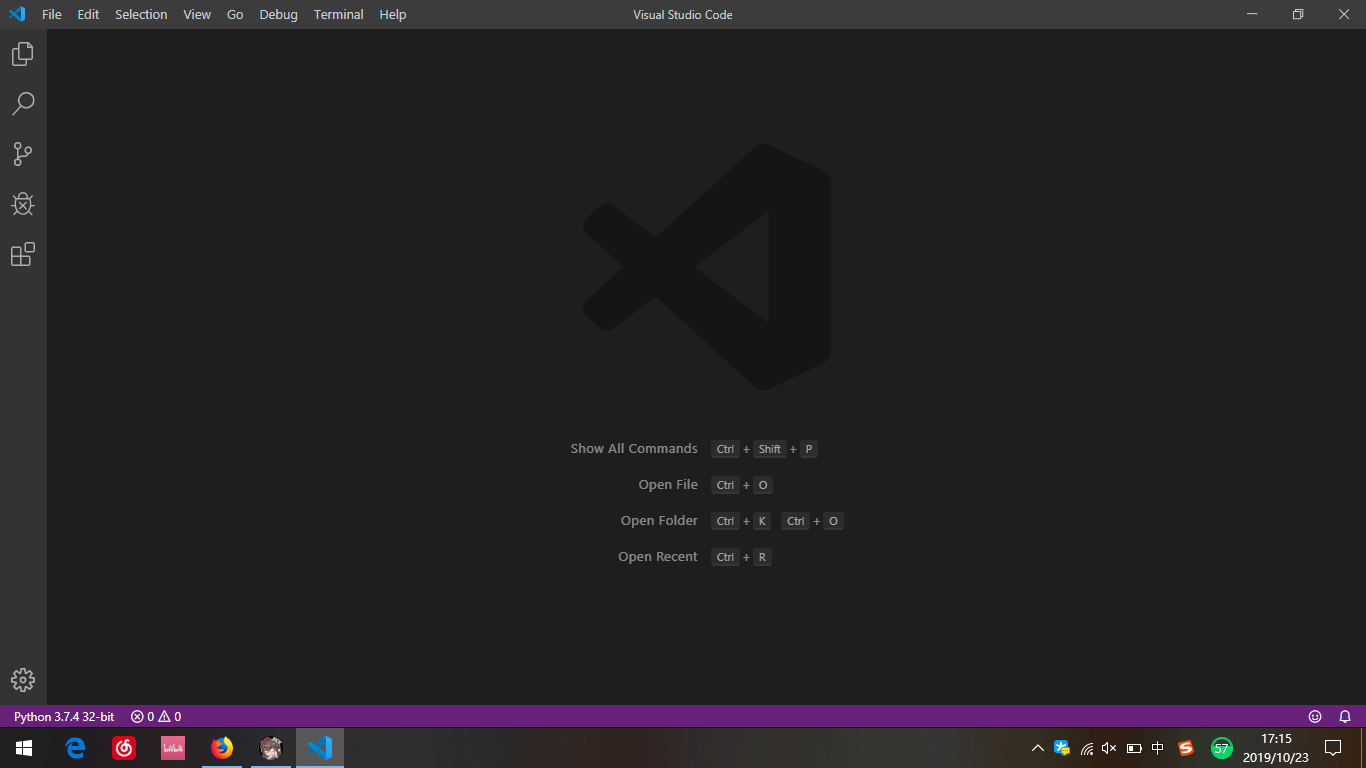 File Edit Selection View Go Debug Terminal Help Visual Studio Code
Show All Commands Ctrl + Shift + P
Open File Ctrl + O
Open Folder Ctrl + K Ctrl + O
Open Recent Ctrl + R
Python 3.7.4 32-bit 0 0
bilibili
中 S 57 17:15
2019/10/23